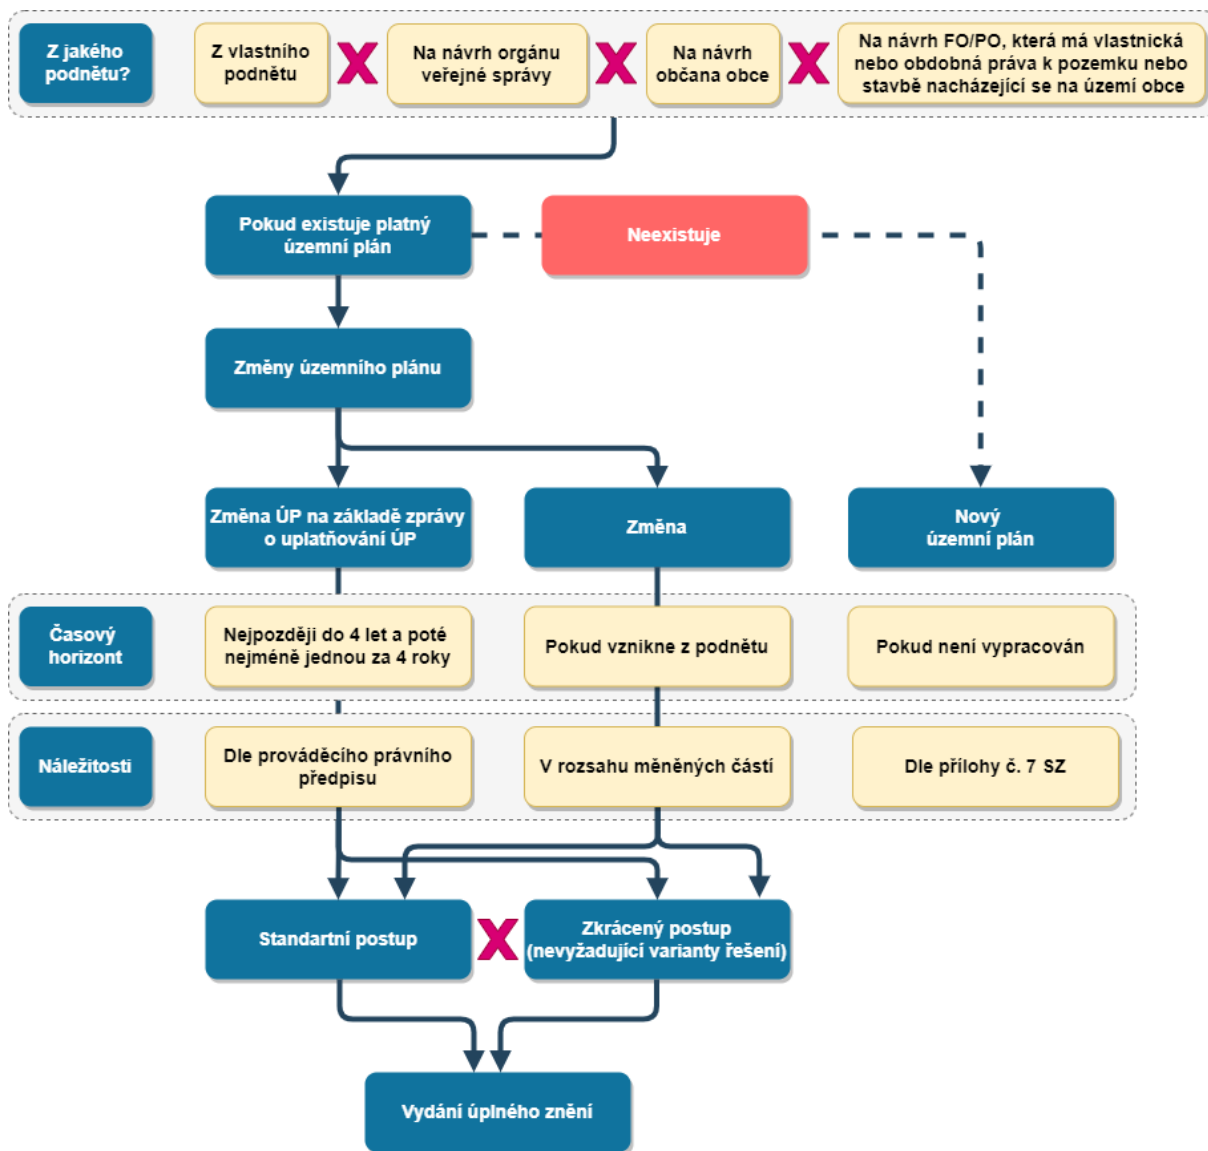 Z jakého
podnětu?
Z vlastního
podnětu
X
Na návrh orgánu
veřejné správy
X
Na návrh
občana obce
X
Na návrh FO/PO, která má vlastnická
nebo obdobná práva k pozemku nebo
stavbě nacházející se na území obce
Pokud existuje platný
územní plán
Neexistuje
Změny územního plánu
Změna ÚP na základě zprávy
o uplatňování ÚP
Změna
Nový
územní plán
Časový
horizont
Nejpozději do 4 let a poté
nejméně jednou za 4 roky
Pokud vznikne z podnětu
Pokud není vypracován
Náležitosti
Dle prováděcího právního
předpisu
V rozsahu měněných částí
Dle přílohy č. 7 SZ
Standartní postup
X
Zkrácený postup
(nevyžadující varianty řešení)
Vydání úplného znění